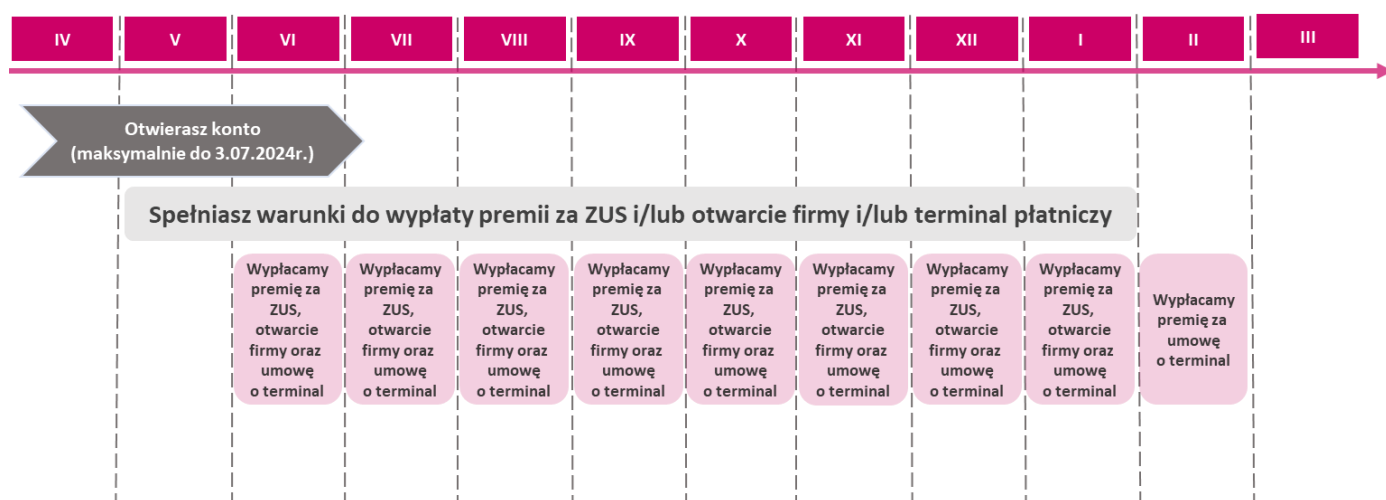 IV V VI VII VIII IX X XI XII I II III
Otwierasz konto
(maksymalnie do 3.07.2024r.)
Spełniasz warunki do wypłaty premii za ZUS i/lub otwarcie firmy i/lub terminal płatniczy
Wypłacamy
premię za
ZUS,
otwarcie
firmy oraz
umowę
o terminal
Wypłacamy
premię za
ZUS,
otwarcie
firmy oraz
umowę
o terminal
Wypłacamy
premię za
ZUS,
otwarcie
firmy oraz
umowę
o terminal
Wypłacamy
premię za
ZUS,
otwarcie
firmy oraz
umowę
o terminal
Wypłacamy
premię za
ZUS,
otwarcie
firmy oraz
umowę
o terminal
Wypłacamy
premię za
ZUS,
otwarcie
firmy oraz
umowę
o terminal
Wypłacamy
premię za
ZUS,
otwarcie
firmy oraz
umowę
o terminal
Wypłacamy
premię za
ZUS,
otwarcie
firmy oraz
umowę
o terminal
Wypłacamy
premię za
umowę
o terminal